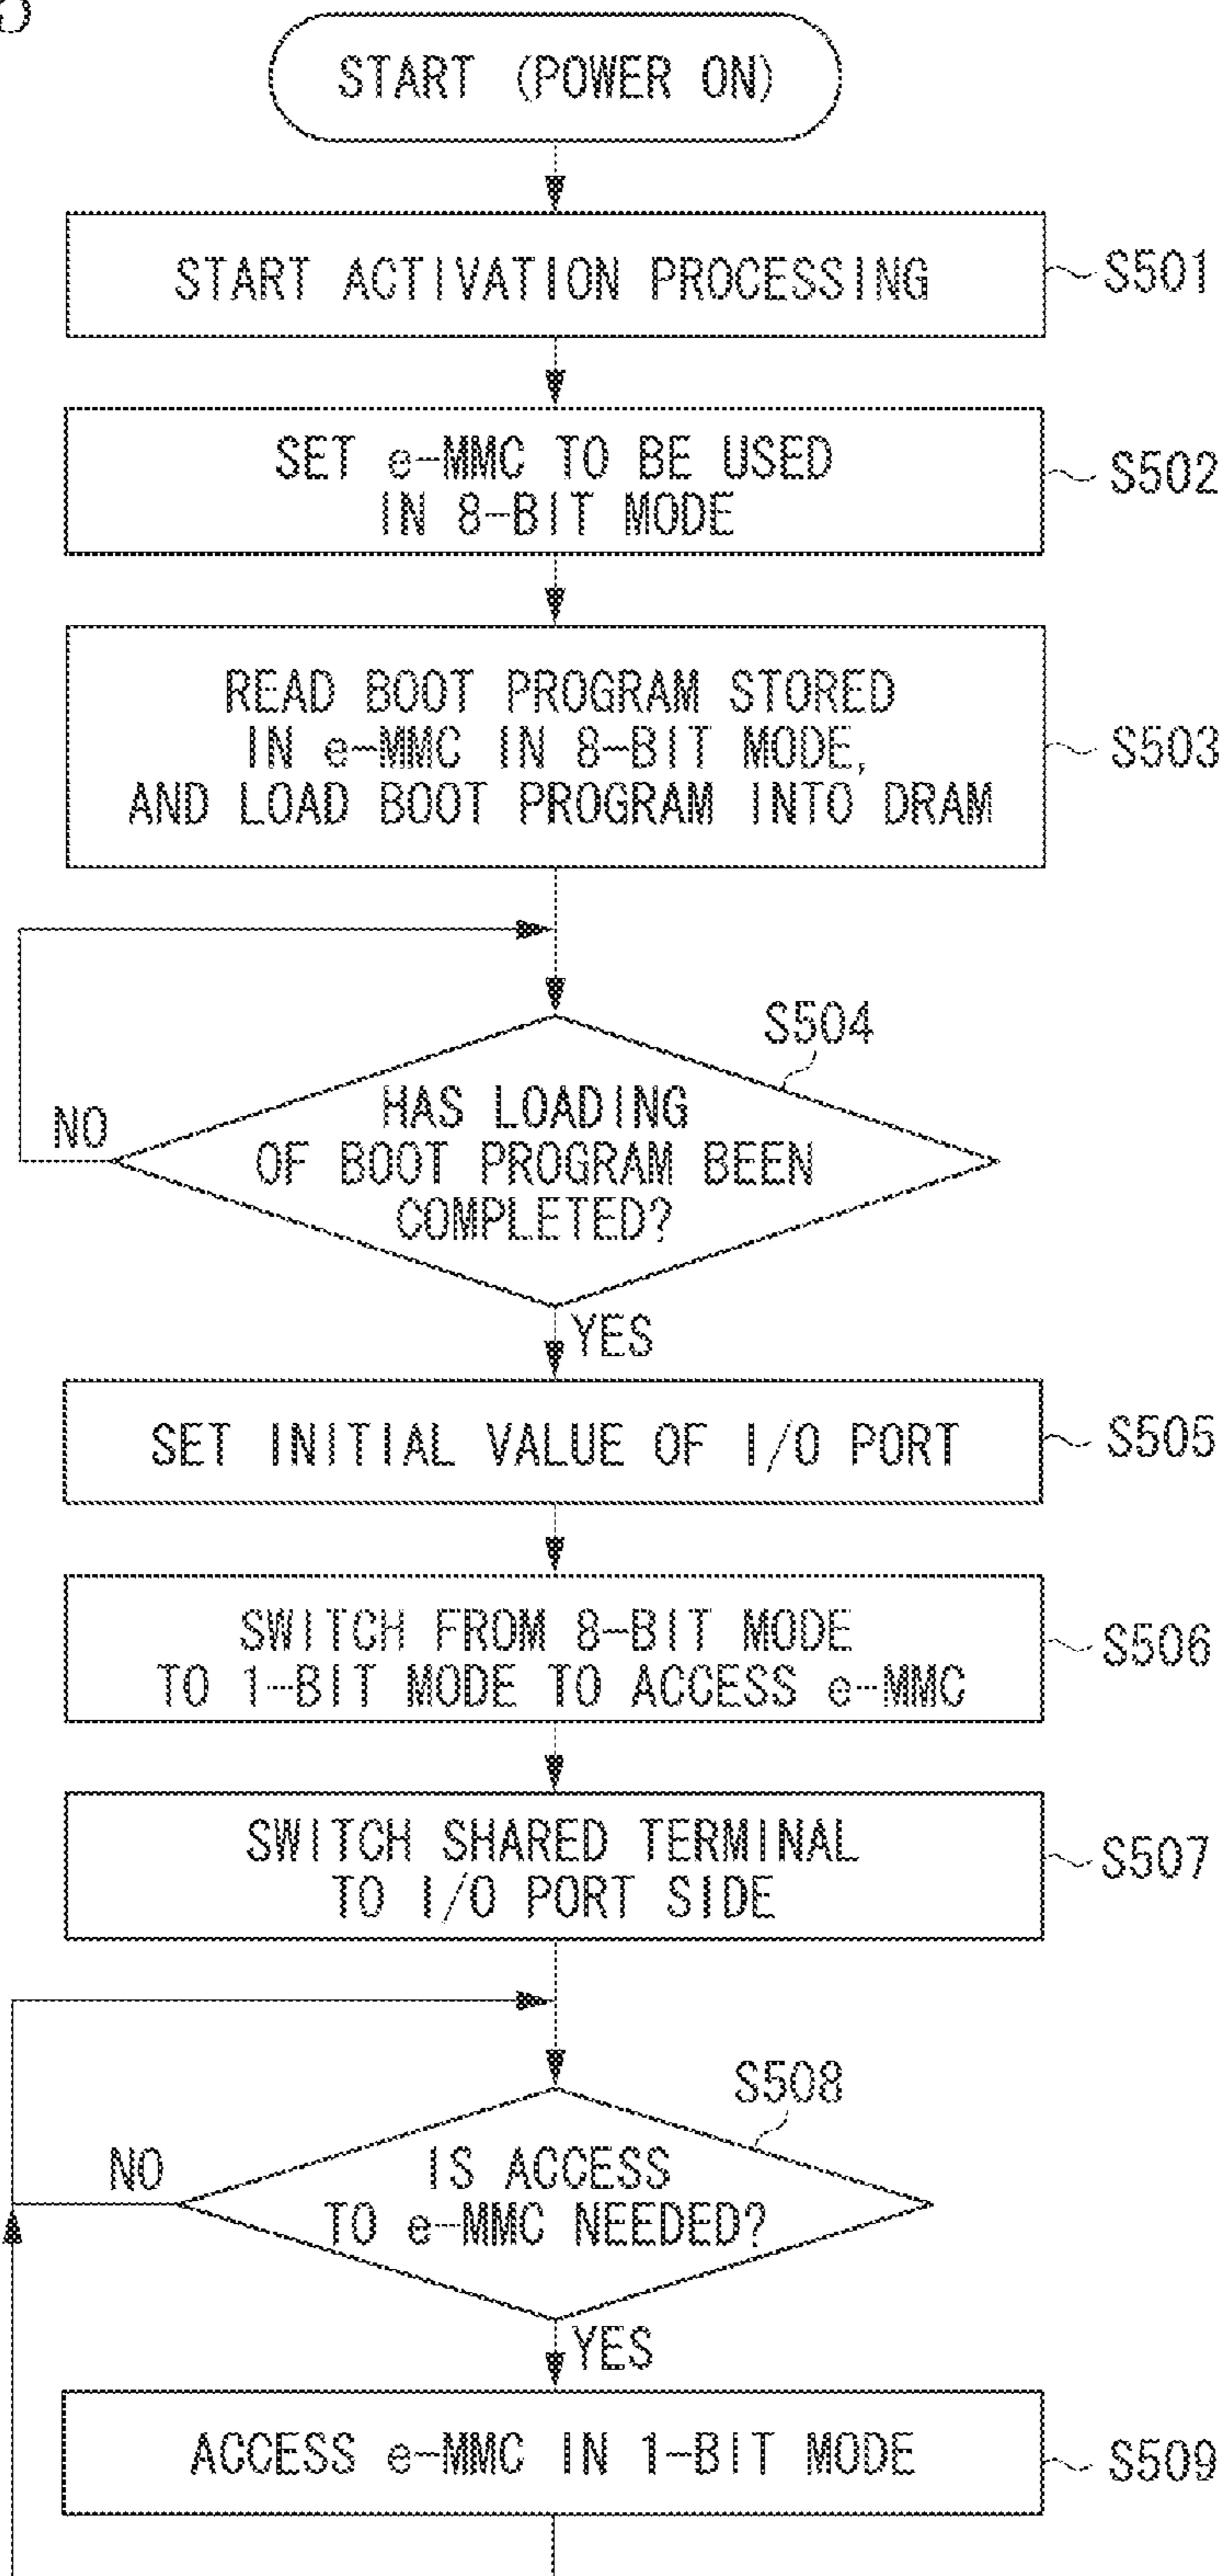 START (POWER ON)
START ACTIVATION PROCESSING
S501
SET e-MMC TO BE USED
IN 8-BIT MODE
S502
READ BOOT PROGRAM STORED
IN e-MMC IN 8-BIT MODE,
AND LOAD BOOT PROGRAM INTO DRAM
S503
S504
HAS LOADING
OF BOOT PROGRAM BEEN
COMPLETED?
NO
YES
SET INITIAL VALUE OF I/O PORT
S505
SWITCH FROM 8-BIT MODE
TO 1-BIT MODE TO ACCESS e-MMC
S506
SWITCH SHARED TERMINAL
TO I/O PORT SIDE
S507
S508
IS ACCESS
TO e-MMC NEEDED?
NO
YES
ACCESS e-MMC IN 1-BIT MODE
S509